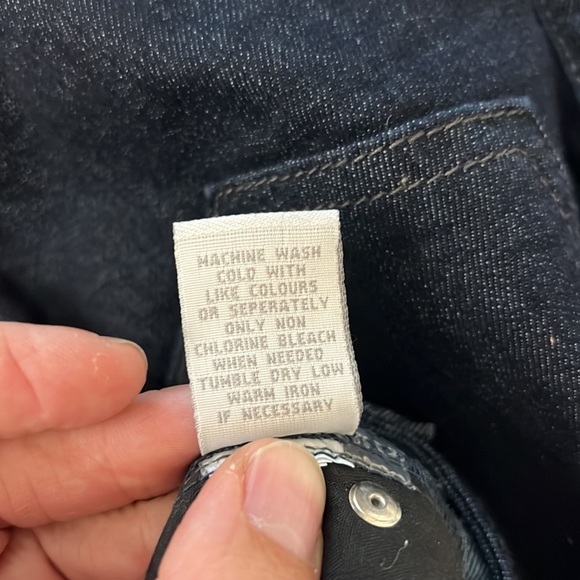 MACHINE WASH
COLD WITH
LIKE COLOURS
OR SEPERATELY
ONLY NON
CHLORINE BLEACH
WHEN NEEDED
TUMBLE DRY LOW
WARM IRON
IF NECESSARY